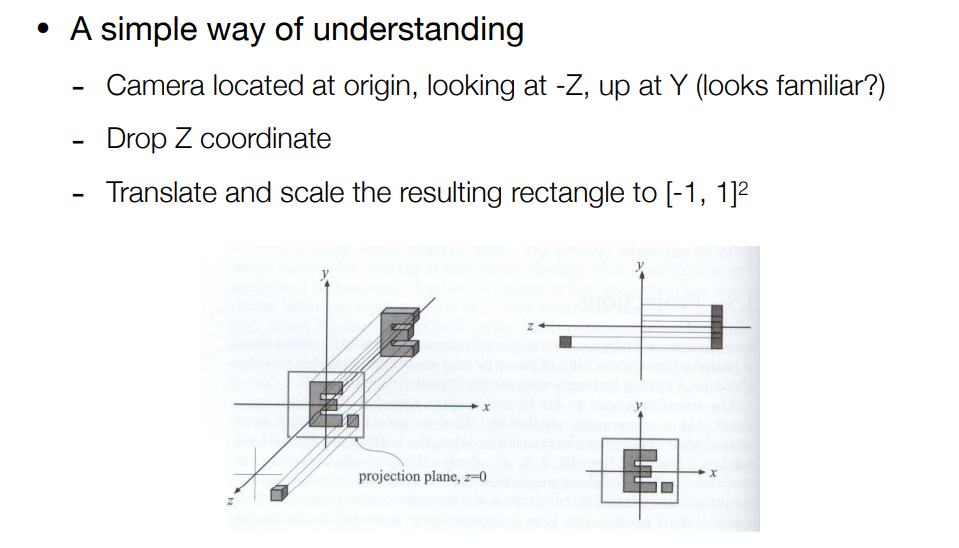 • A simple way of understanding
- Camera located at origin, looking at -Z, up at Y (looks familiar?)
- Drop Z coordinate
- Translate and scale the resulting rectangle to [-1, 1]²
y
y
z
x
y
x
projection plane, z=0
z